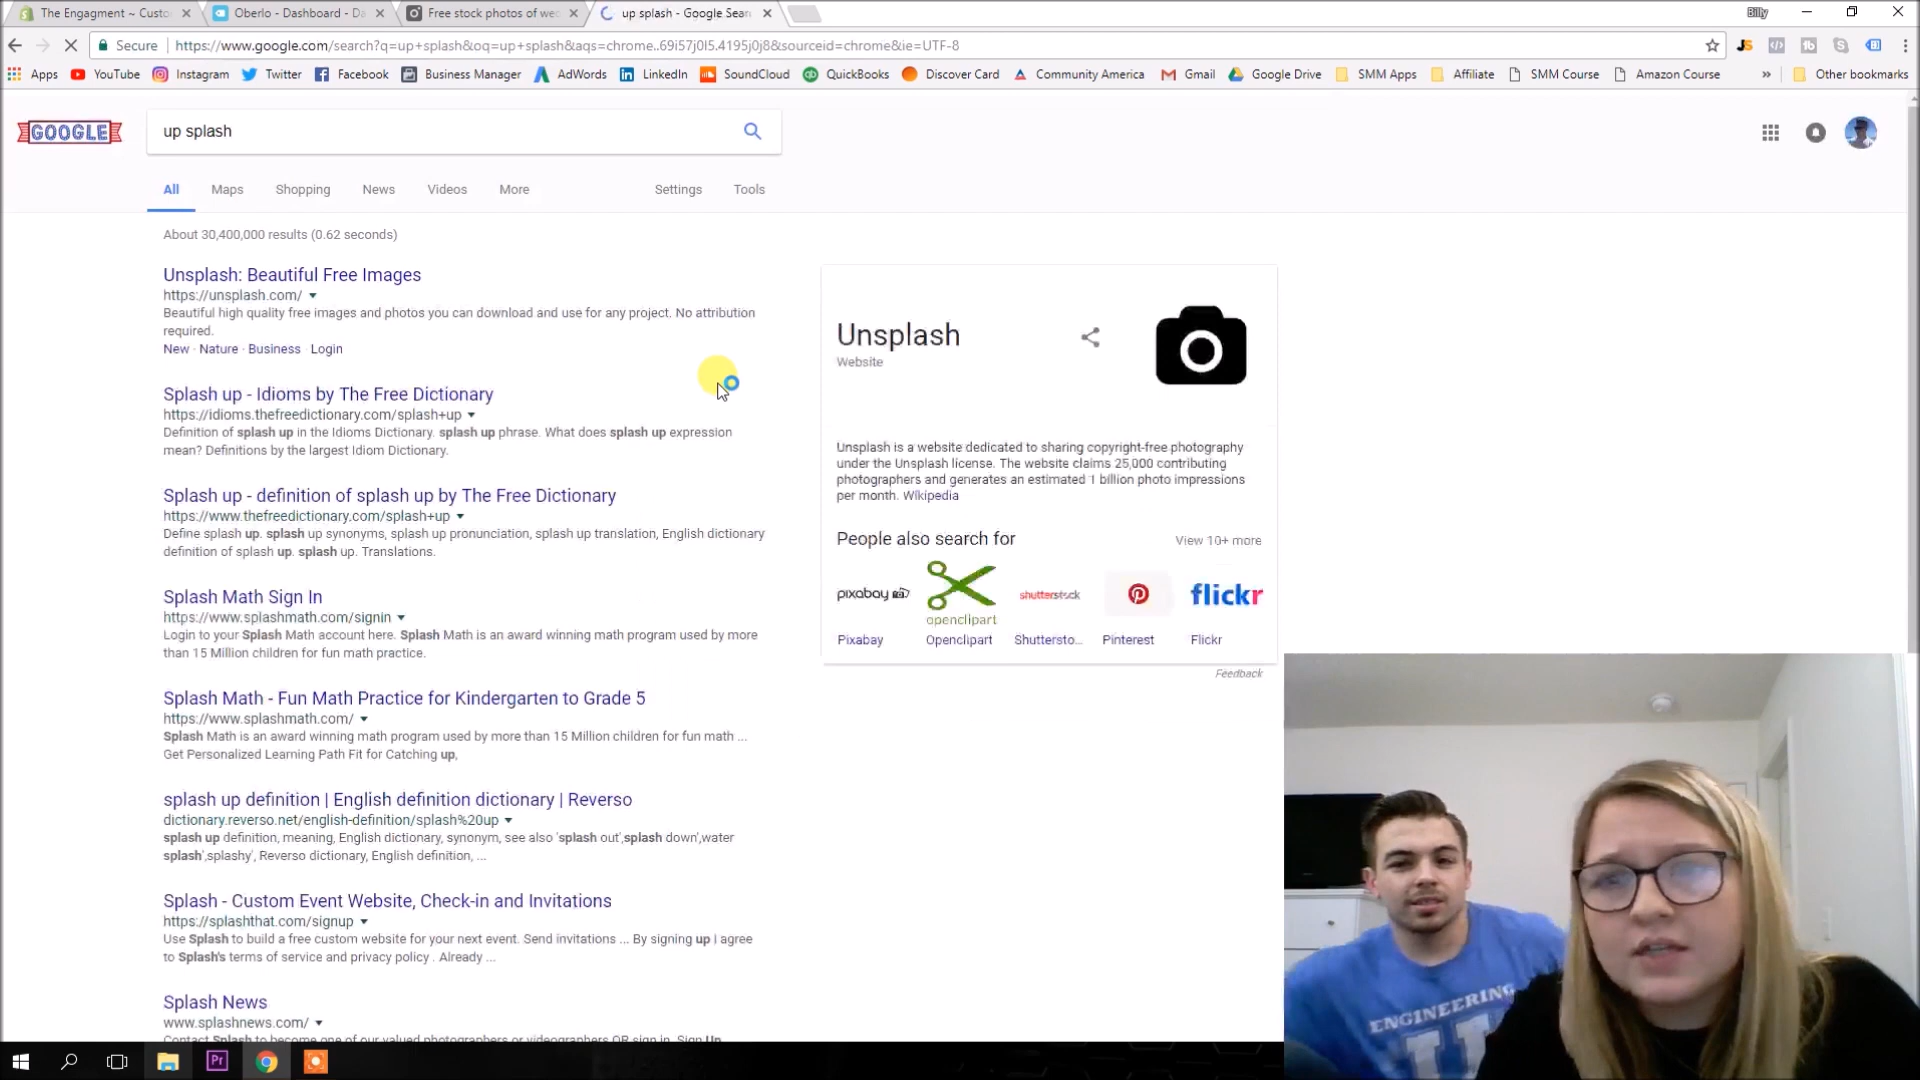 The Engagment ~ Custo
Oberlo - Dashboard - D
Free stock photos of we
up splash - Google Sear
Billy
Secure
https://www.google.com/search?q=up+splash&oq=up+splash&aqs=chrome..69i57j0l5.4195j0j8&sourceid=chrome&ie=UTF-8
Apps YouTube Instagram Twitter Facebook Business Manager AdWords LinkedIn SoundCloud QuickBooks Discover Card Community America Gmail Google Drive SMM Apps Affiliate SMM Course Amazon Course » Other bookmarks
GOOGLE
up splash
All Maps Shopping News Videos More Settings Tools
About 30,400,000 results (0.62 seconds)
Unsplash: Beautiful Free Images
https://unsplash.com/
Beautiful high quality free images and photos you can download and use for any project. No attribution
required.
New · Nature · Business · Login
Splash up - Idioms by The Free Dictionary
https://idioms.thefreedictionary.com/splash+up
Definition of splash up in the Idioms Dictionary. splash up phrase. What does splash up expression
mean? Definitions by the largest Idiom Dictionary.
Splash up - definition of splash up by The Free Dictionary
https://www.thefreedictionary.com/splash+up
Define splash up. splash up synonyms, splash up pronunciation, splash up translation, English dictionary
definition of splash up. splash up. Translations.
Splash Math Sign In
https://www.splashmath.com/signin
Login to your Splash Math account here. Splash Math is an award winning math program used by more
than 15 Million children for fun math practice.
Splash Math - Fun Math Practice for Kindergarten to Grade 5
https://www.splashmath.com/
Splash Math is an award winning math program used by more than 15 Million children for fun math ...
Get Personalized Learning Path Fit for Catching up,
splash up definition | English definition dictionary | Reverso
dictionary.reverso.net/english-definition/splash%20up
splash up definition, meaning, English dictionary, synonym, see also 'splash out',splash down',water
splash',splashy', Reverso dictionary, English definition, ...
Splash - Custom Event Website, Check-in and Invitations
https://splashthat.com/signup
Use Splash to build a free custom website for your next event. Send invitations ... By signing up I agree
to Splash's terms of service and privacy policy . Already ...
Splash News
www.splashnews.com/
Contact Splash to become one of our valued photographers or videographers OR sign in. Sign Up
Unsplash
Website
Unsplash is a website dedicated to sharing copyright-free photography
under the Unsplash license. The website claims 25,000 contributing
photographers and generates an estimated 1 billion photo impressions
per month. Wikipedia
People also search for
View 10+ more
pixabay openclipart shutterstock flickr
Pixabay Openclipart Shuttersto... Pinterest Flickr
Feedback
ENGINEERING
Pr